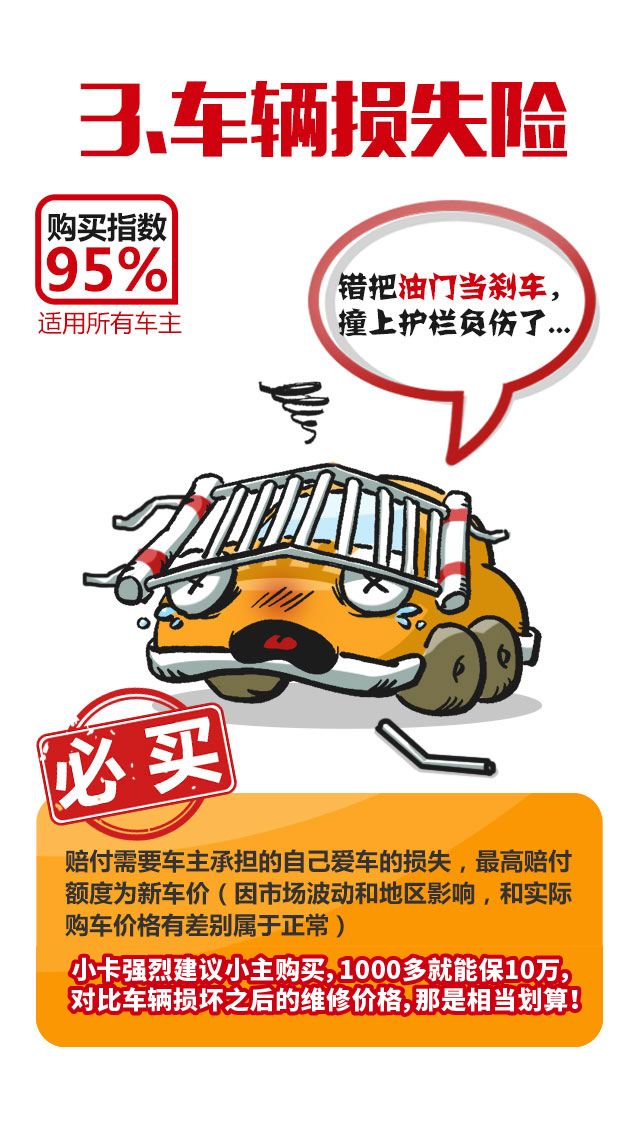 3、车辆损失险
购买指数
95%
适用所有车主
错把油门当刹车，
撞上护栏负伤了...
必买
赔付需要车主承担的自己爱车的损失，最高赔付
额度为新车价（因市场波动和地区影响，和实际
购车价格有差别属于正常）
小卡强烈建议小主购买，1000多就能保10万，
对比车辆损坏之后的维修价格，那是相当划算！